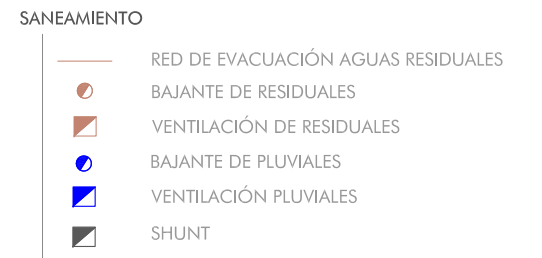 SANEAMIENTO
RED DE EVACUACIÓN AGUAS RESIDUALES
BAJANTE DE RESIDUALES
VENTILACIÓN DE RESIDUALES
BAJANTE DE PLUVIALES
VENTILACIÓN PLUVIALES
SHUNT